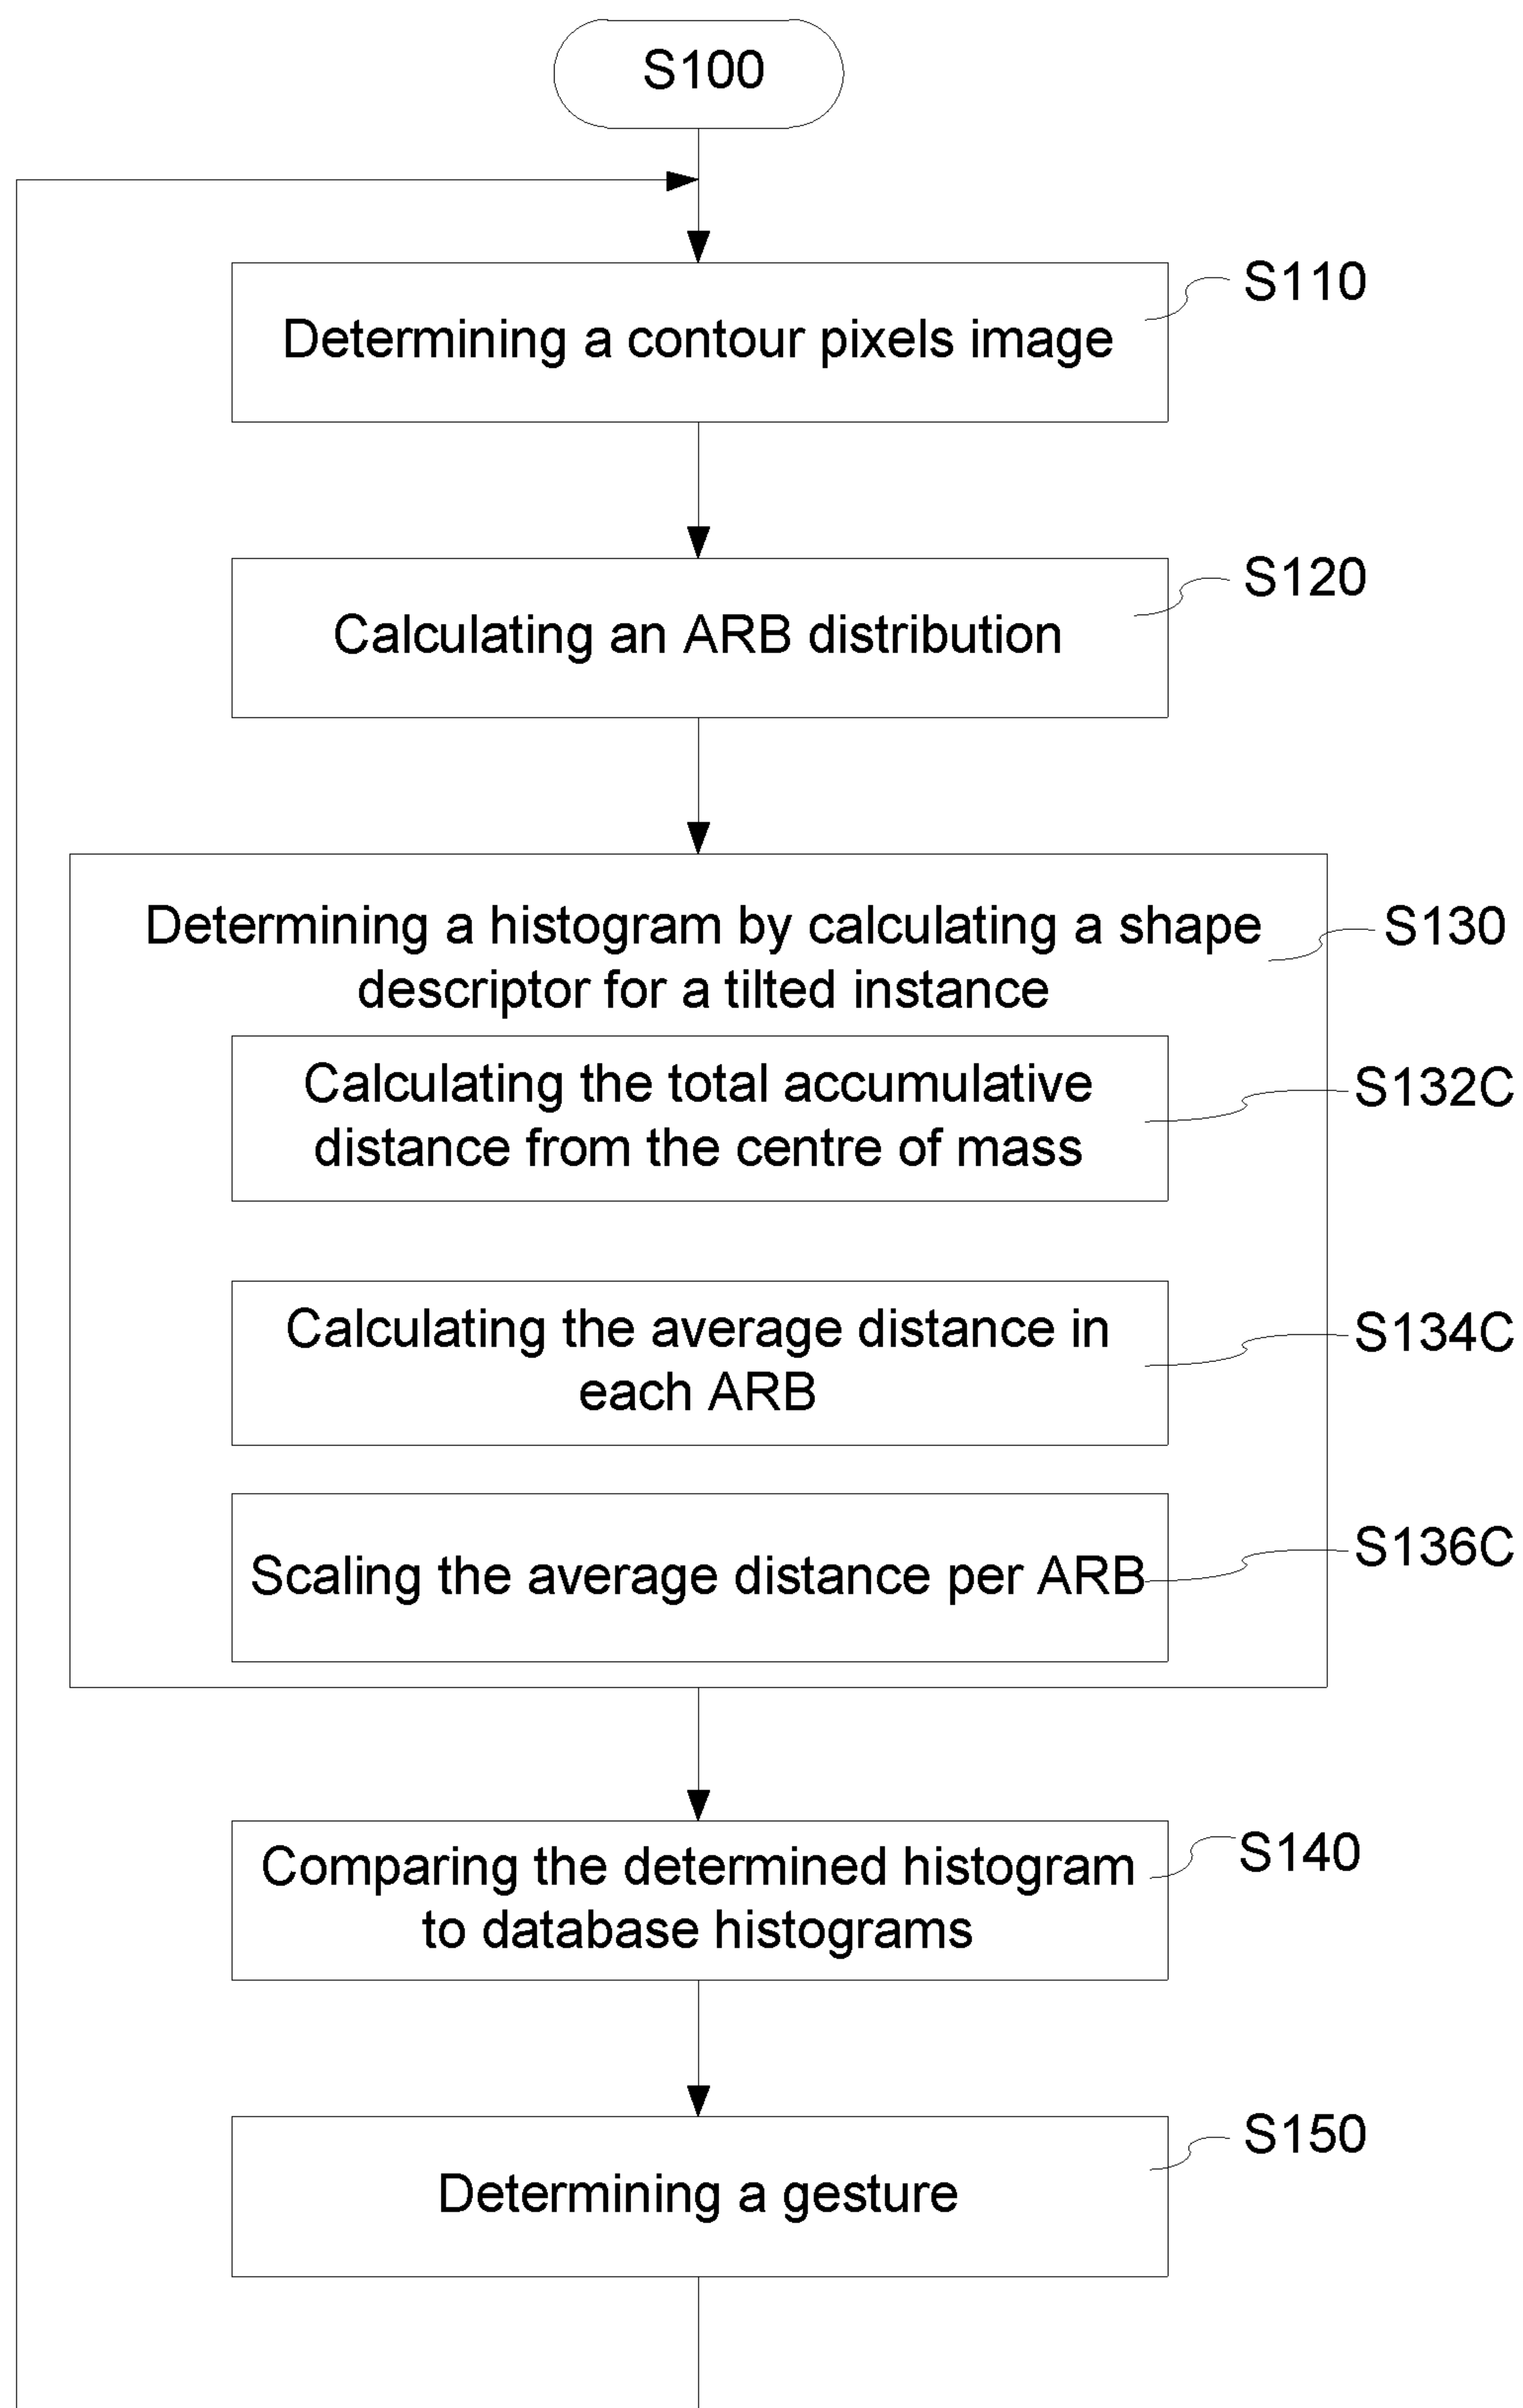 S100
Determining a contour pixels image
S110
Calculating an ARB distribution
S120
Determining a histogram by calculating a shape
descriptor for a tilted instance
S130
Calculating the total accumulative
distance from the centre of mass
S132C
Calculating the average distance in
each ARB
S134C
Scaling the average distance per ARB
S136C
Comparing the determined histogram
to database histograms
S140
Determining a gesture
S150